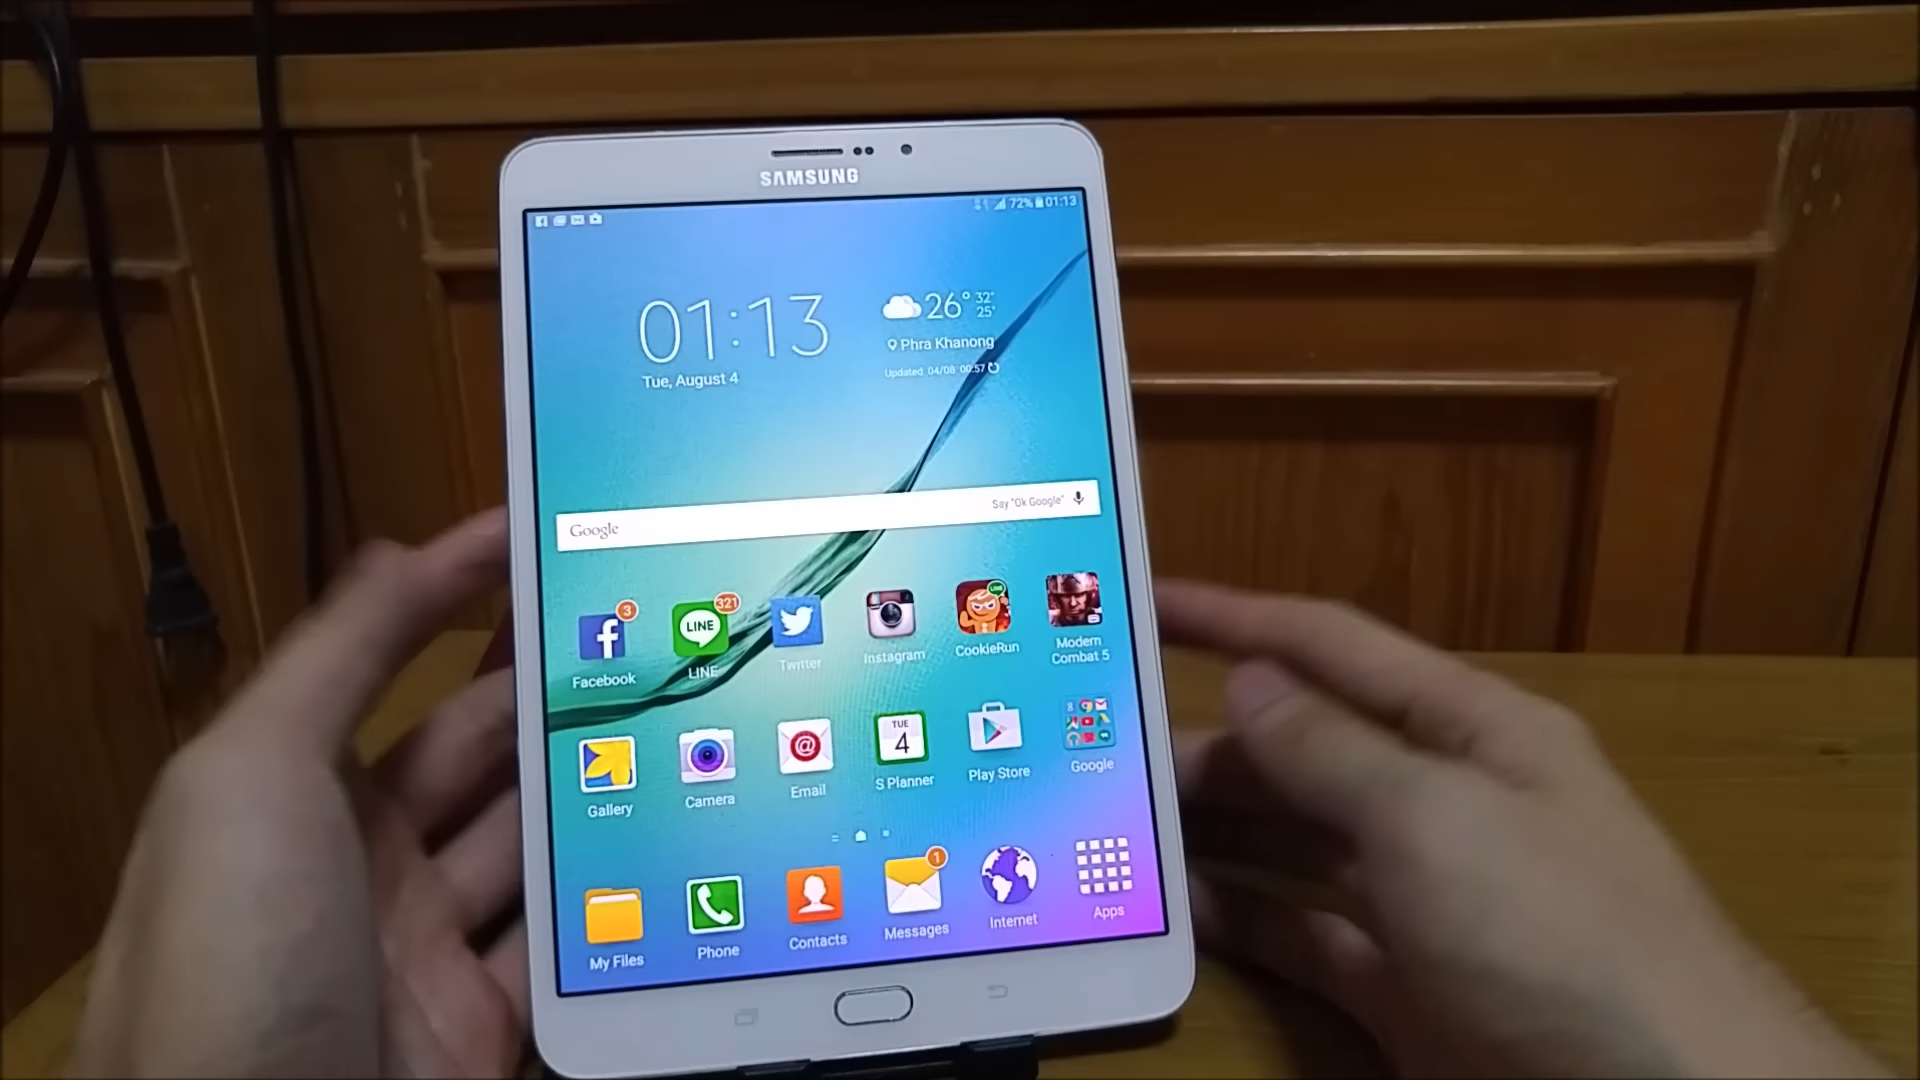 SAMSUNG
72% 01:13
01:13
Tue, August 4
26° 32°
25°
Phra Khanong
Updated 04/08 00:57
Google
Say "Ok Google"
3
321
LINE
LINE
Facebook
LINE
Twitter
Instagram
CookieRun
Modern
Combat 5
TUE
4
Gallery
Camera
Email
S Planner
Play Store
Google
1
My Files
Phone
Contacts
Messages
Internet
Apps